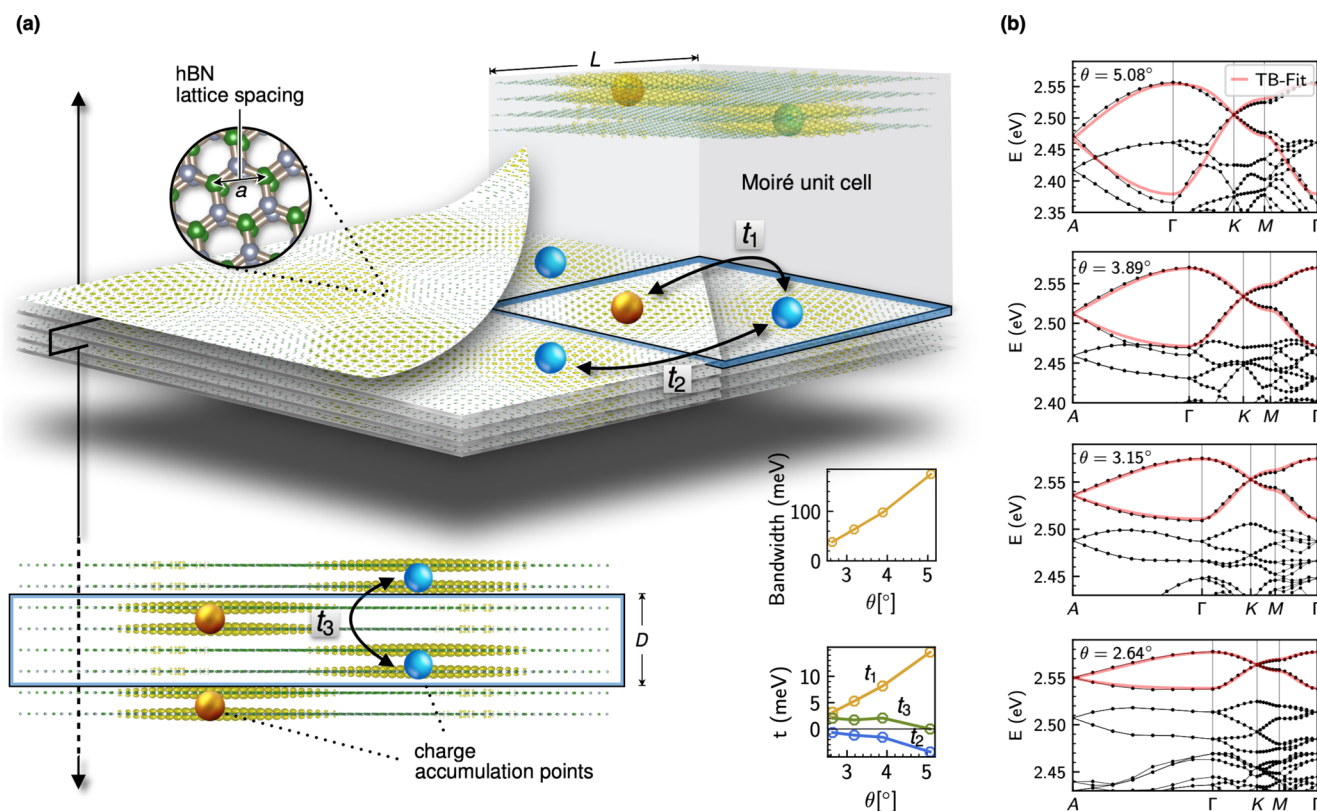 (a)
hBN
lattice spacing
a
L
Moiré unit cell
t₁
t₂
t₃
D
charge
accumulation points
Bandwidth (meV)
100
0
3 4 5
θ[°]
t (meV)
10
5
0
t₁
t₃
t₂
3 4 5
θ[°]
(b)
θ = 5.08°
TB-Fit
E (eV)
2.55
2.50
2.45
2.40
2.35
A Γ K M Γ
θ = 3.89°
E (eV)
2.55
2.50
2.45
2.40
A Γ K M Γ
θ = 3.15°
E (eV)
2.55
2.50
2.45
A Γ K M Γ
θ = 2.64°
E (eV)
2.55
2.50
2.45
A Γ K M Γ